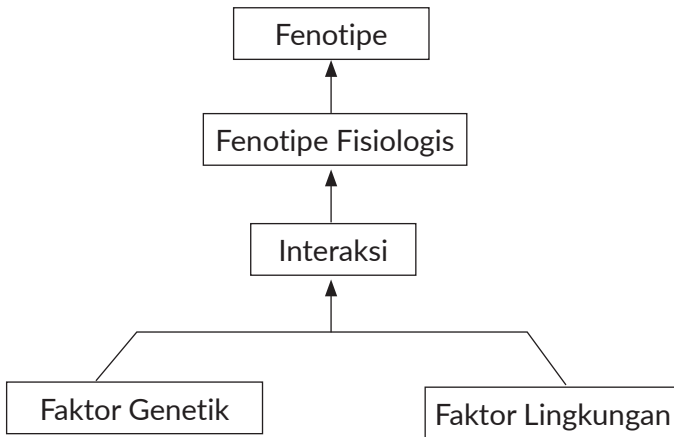 Fenotipe
Fenotipe Fisiologis
Interaksi
Faktor Genetik
Faktor Lingkungan